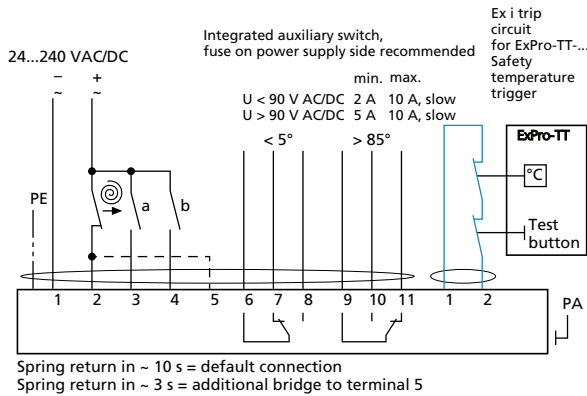 24...240 VAC/DC
–
+
~
~
Integrated auxiliary switch,
fuse on power supply side recommended
min. max.
U < 90 V AC/DC 2 A 10 A, slow
U > 90 V AC/DC 5 A 10 A, slow
< 5°
> 85°
Ex i trip
circuit
for ExPro-TT-...
Safety
temperature
trigger
ExPro-TT
°C
Test
button
PE
a
b
1 2 3 4 5 6 7 8 9 10 11
1 2
PA
Spring return in ~ 10 s = default connection
Spring return in ~ 3 s = additional bridge to terminal 5